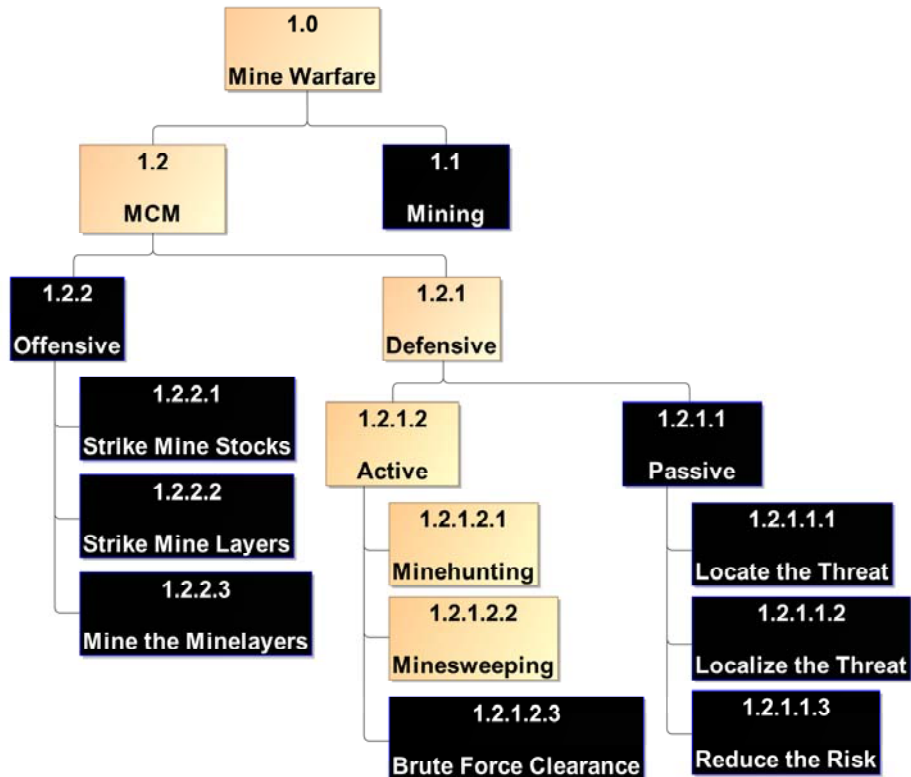 1.0
Mine Warfare
1.2
MCM
1.1
Mining
1.2.2
Offensive
1.2.1
Defensive
1.2.2.1
Strike Mine Stocks
1.2.2.2
Strike Mine Layers
1.2.2.3
Mine the Minelayers
1.2.1.2
Active
1.2.1.1
Passive
1.2.1.2.1
Minehunting
1.2.1.2.2
Minesweeping
1.2.1.2.3
Brute Force Clearance
1.2.1.1.1
Locate the Threat
1.2.1.1.2
Localize the Threat
1.2.1.1.3
Reduce the Risk